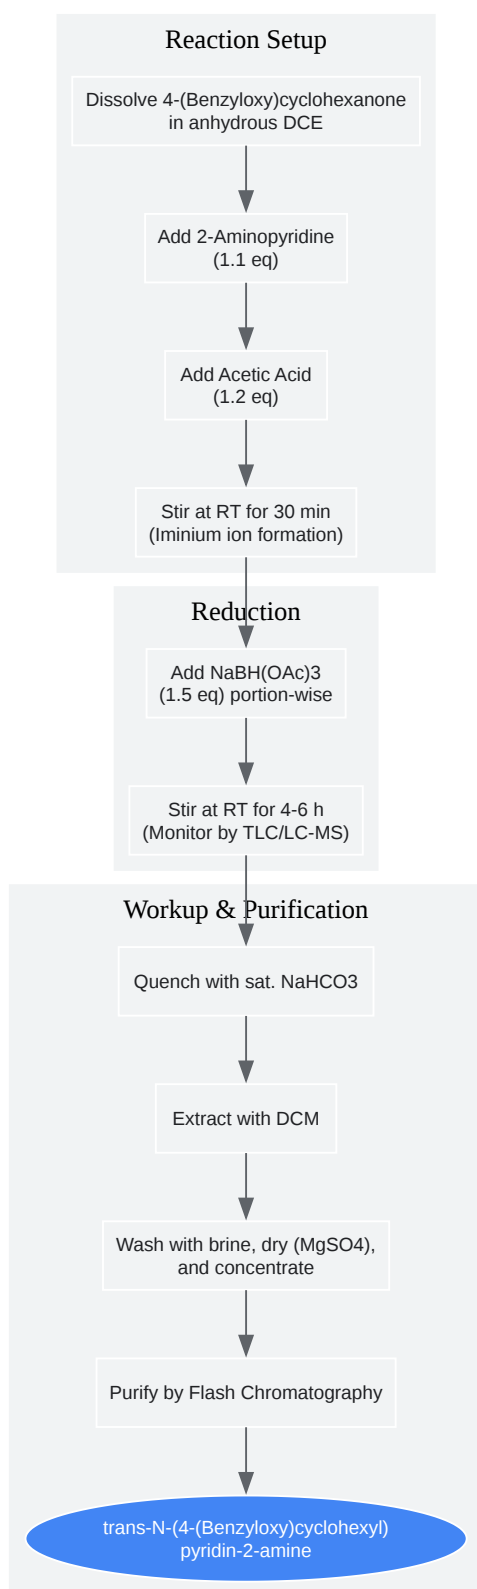 Reaction Setup
Dissolve 4-(Benzyloxy)cyclohexanone
in anhydrous DCE
Add 2-Aminopyridine
(1.1 eq)
Add Acetic Acid
(1.2 eq)
Stir at RT for 30 min
(Iminium ion formation)
Reduction
Add NaBH(OAc)3
(1.5 eq) portion-wise
Stir at RT for 4-6 h
(Monitor by TLC/LC-MS)
Workup & Purification
Quench with sat. NaHCO3
Extract with DCM
Wash with brine, dry (MgSO4),
and concentrate
Purify by Flash Chromatography
trans-N-(4-(Benzyloxy)cyclohexyl)
pyridin-2-amine